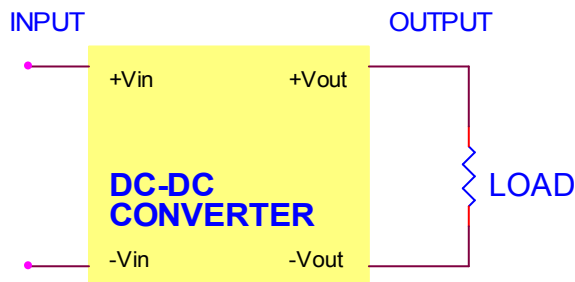 INPUT OUTPUT
+Vin +Vout
DC-DC
CONVERTER
LOAD
-Vin -Vout